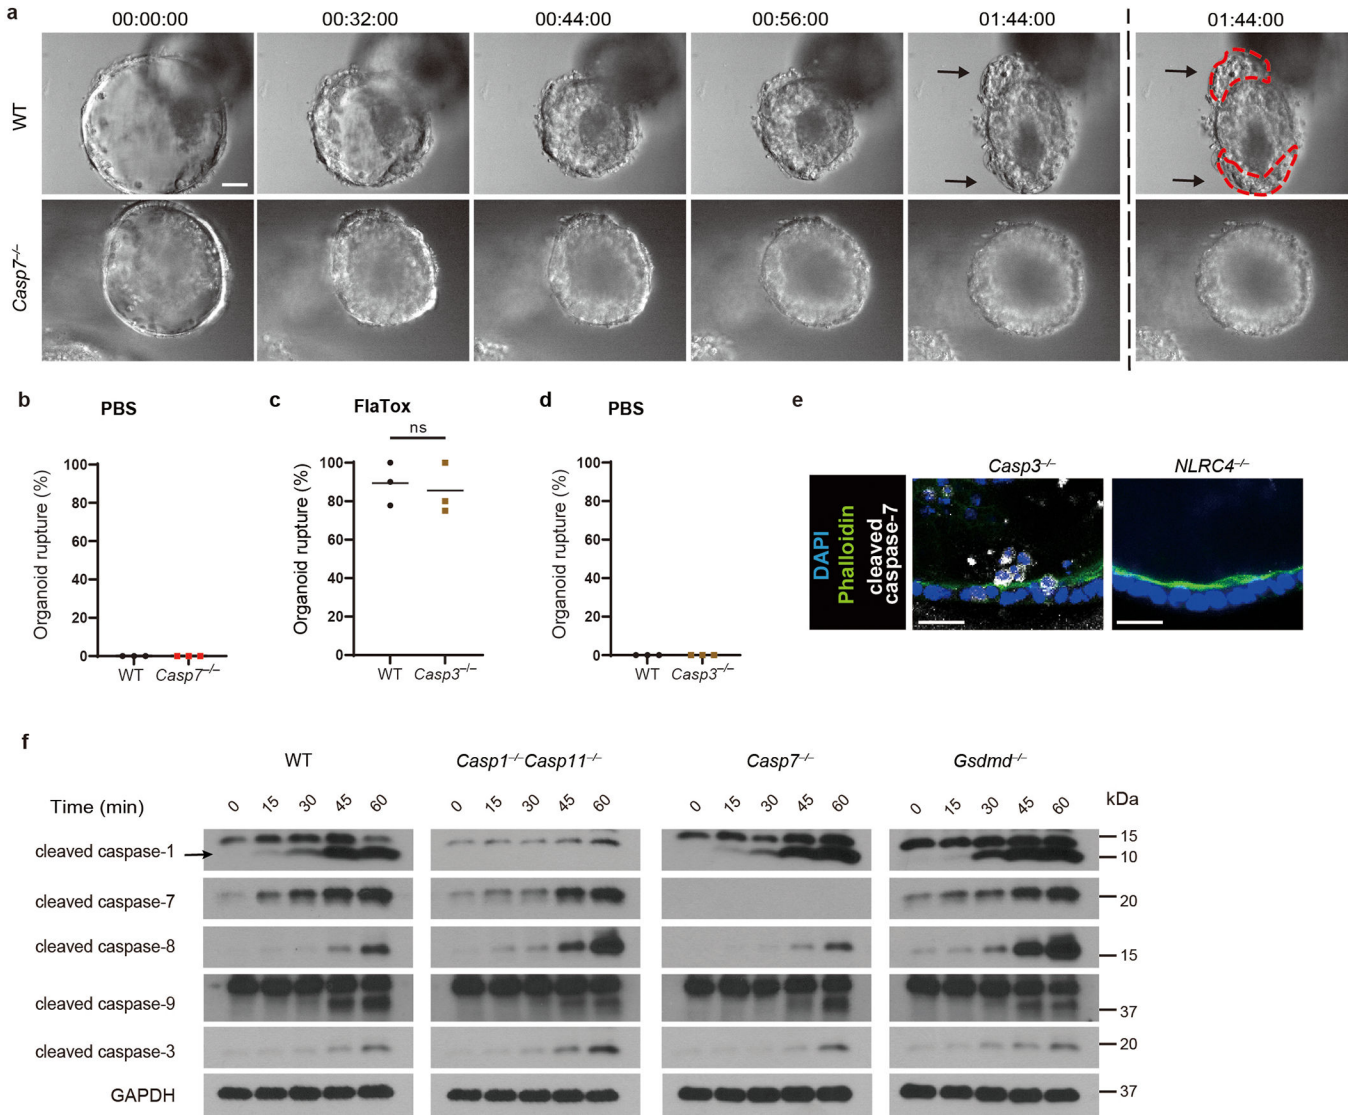 a
00:00:00 00:32:00 00:44:00 00:56:00 01:44:00 01:44:00
WT
Casp7–/–
b
PBS
Organoid rupture (%)
100
80
60
40
20
0
WT Casp7–/–
c
FlaTox
ns
Organoid rupture (%)
100
80
60
40
20
0
WT Casp3–/–
d
PBS
Organoid rupture (%)
100
80
60
40
20
0
WT Casp3–/–
e
Casp3–/– NLRC4–/–
DAPI
Phalloidin
cleaved
caspase-7
f
WT Casp1–/–Casp11–/– Casp7–/– Gsdmd–/–
Time (min) 0 15 30 45 60 0 15 30 45 60 0 15 30 45 60 0 15 30 45 60 kDa
cleaved caspase-1 15
10
cleaved caspase-7 20
cleaved caspase-8 15
cleaved caspase-9 37
cleaved caspase-3 20
GAPDH 37